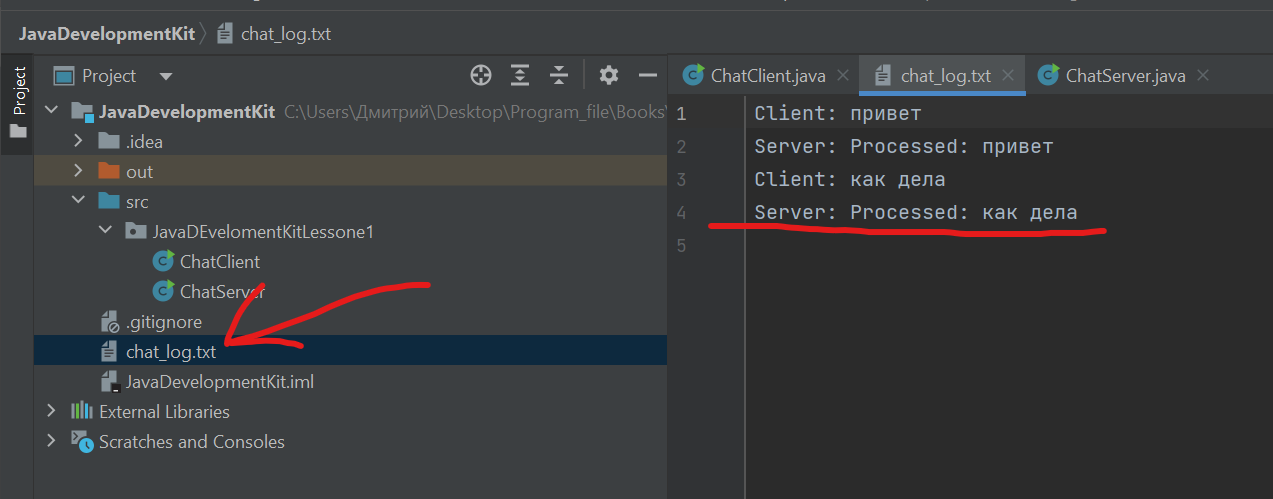 JavaDevelopmentKit chat_log.txt
Project
Project
JavaDevelopmentKit C:\Users\Дмитрий\Desktop\Program_file\Books\
.idea
out
src
JavaDEvelomentKitLessone1
ChatClient
ChatServer
.gitignore
chat_log.txt
JavaDevelopmentKit.iml
External Libraries
Scratches and Consoles
ChatClient.java chat_log.txt ChatServer.java
1 Client: привет
2 Server: Processed: привет
3 Client: как дела
4 Server: Processed: как дела
5